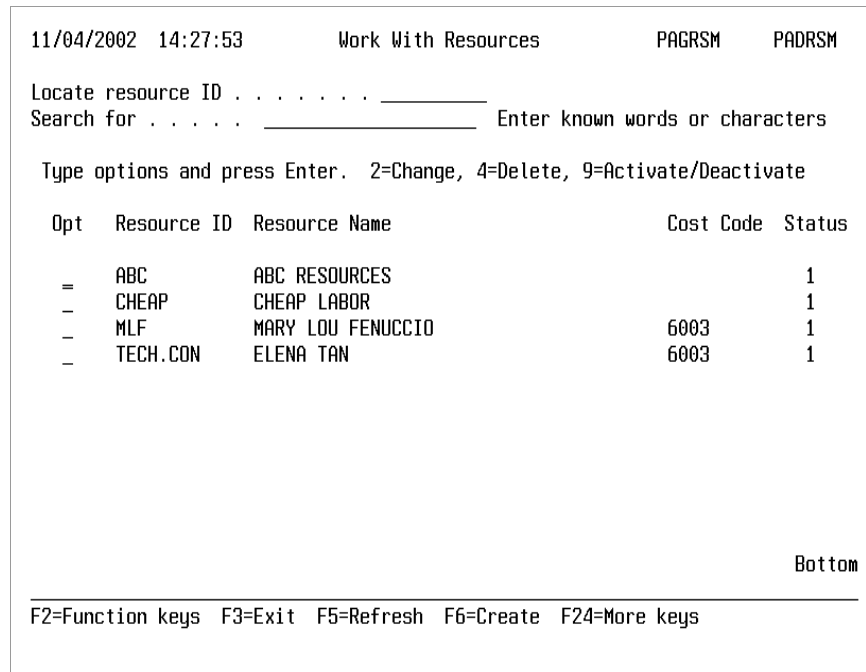 11/04/2002 14:27:53 Work With Resources PAGRSM PADRSM
Locate resource ID . . . . . . . __________
Search for . . . . . ____________________ Enter known words or characters
Type options and press Enter. 2=Change, 4=Delete, 9=Activate/Deactivate
Opt Resource ID Resource Name Cost Code Status
_ ABC ABC RESOURCES 1
_ CHEAP CHEAP LABOR 1
_ MLF MARY LOU FENUCCIO 6003 1
_ TECH.CON ELENA TAN 6003 1
Bottom
F2=Function keys F3=Exit F5=Refresh F6=Create F24=More keys